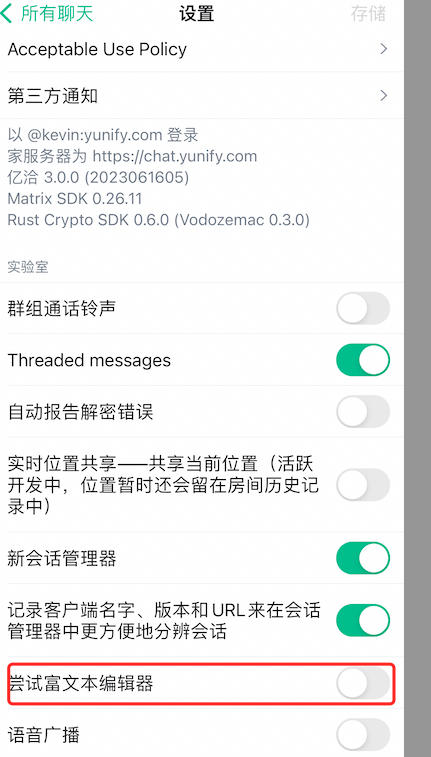 所有聊天
设置
存储
Acceptable Use Policy
第三方通知
以 @kevin:yunify.com 登录
家服务器为 https://chat.yunify.com
亿洽 3.0.0 (2023061605)
Matrix SDK 0.26.11
Rust Crypto SDK 0.6.0 (Vodozemac 0.3.0)
实验室
群组通话铃声
Threaded messages
自动报告解密错误
实时位置共享——共享当前位置（活跃
开发中，位置暂时还会留在房间历史记
录中）
新会话管理器
记录客户端名字、版本和URL来在会话
管理器中更方便地分辨会话
尝试富文本编辑器
语音广播